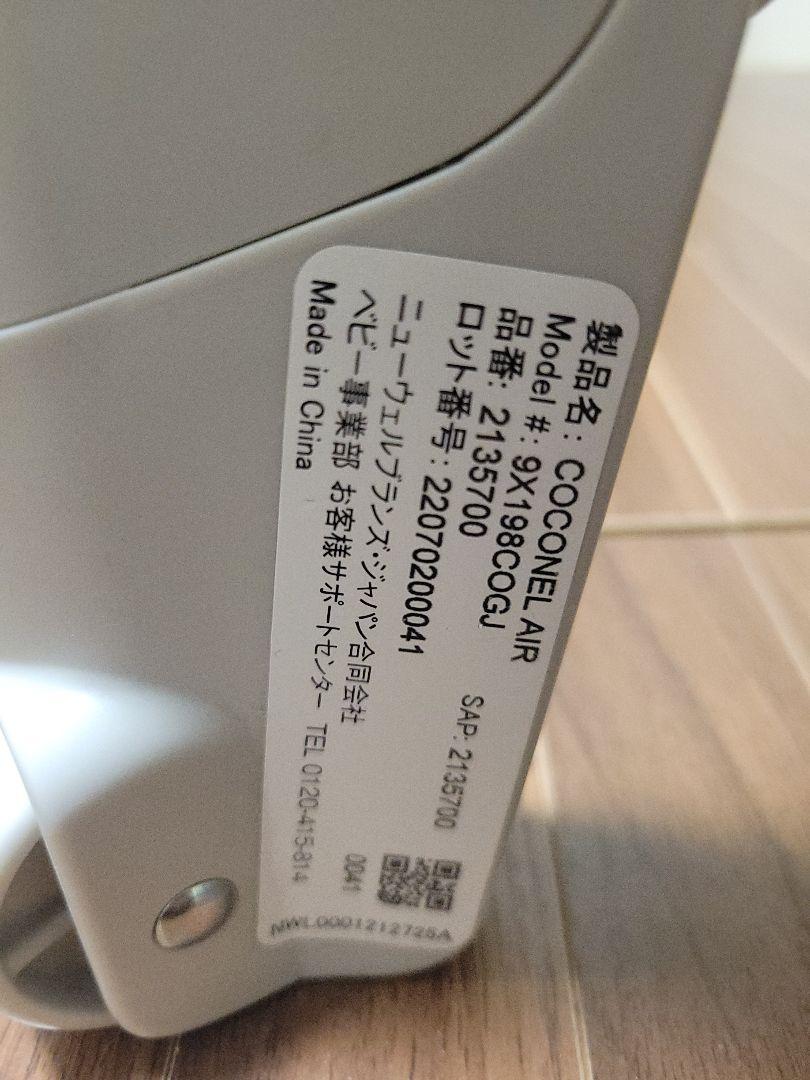 製品名: COCONEL AIR
Model #: 9X198COGJ
品番: 2135700
ロット番号: 22070200041
SAP: 2135700
ニューウェルブランズ・ジャパン合同会社
ベビー事業部 お客様サポートセンター TEL 0120-415-814
Made in China
0041
NWL0001212725A